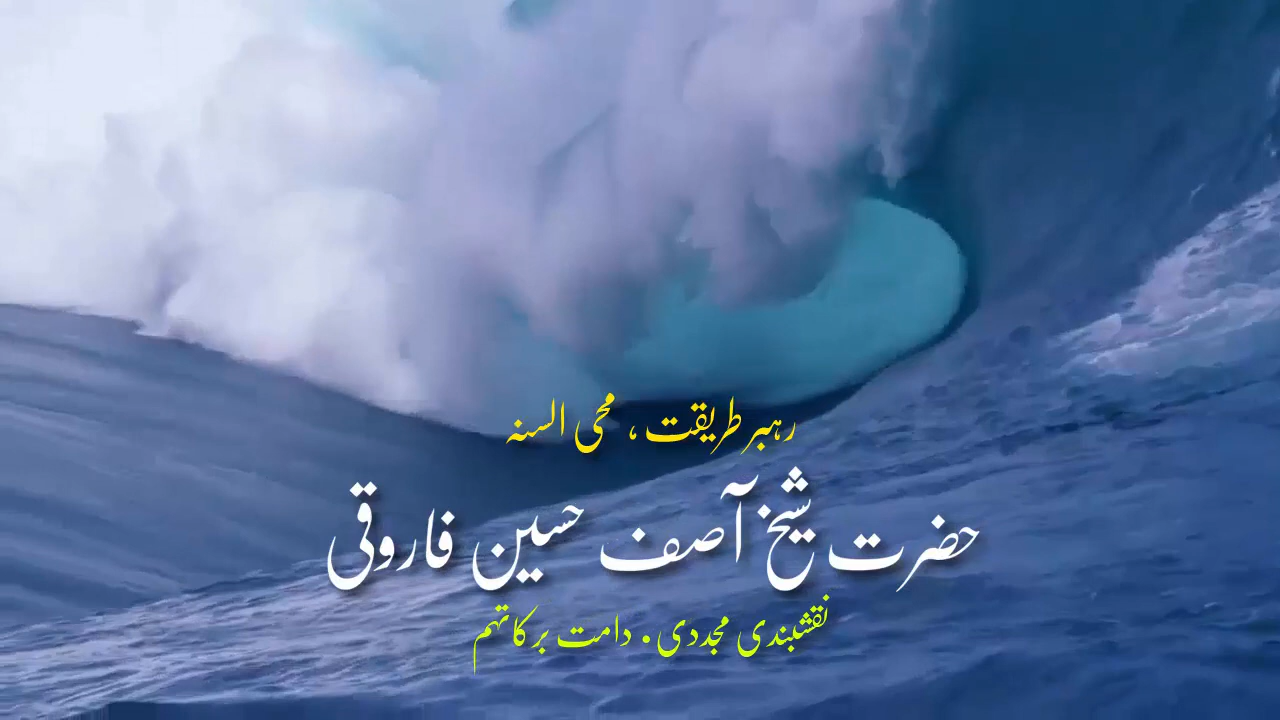 رہبر طریقت، محی السنہ
حضرت شیخ آصف حسین فاروقی
نقشبندی مجددی۔ دامت برکاتہم